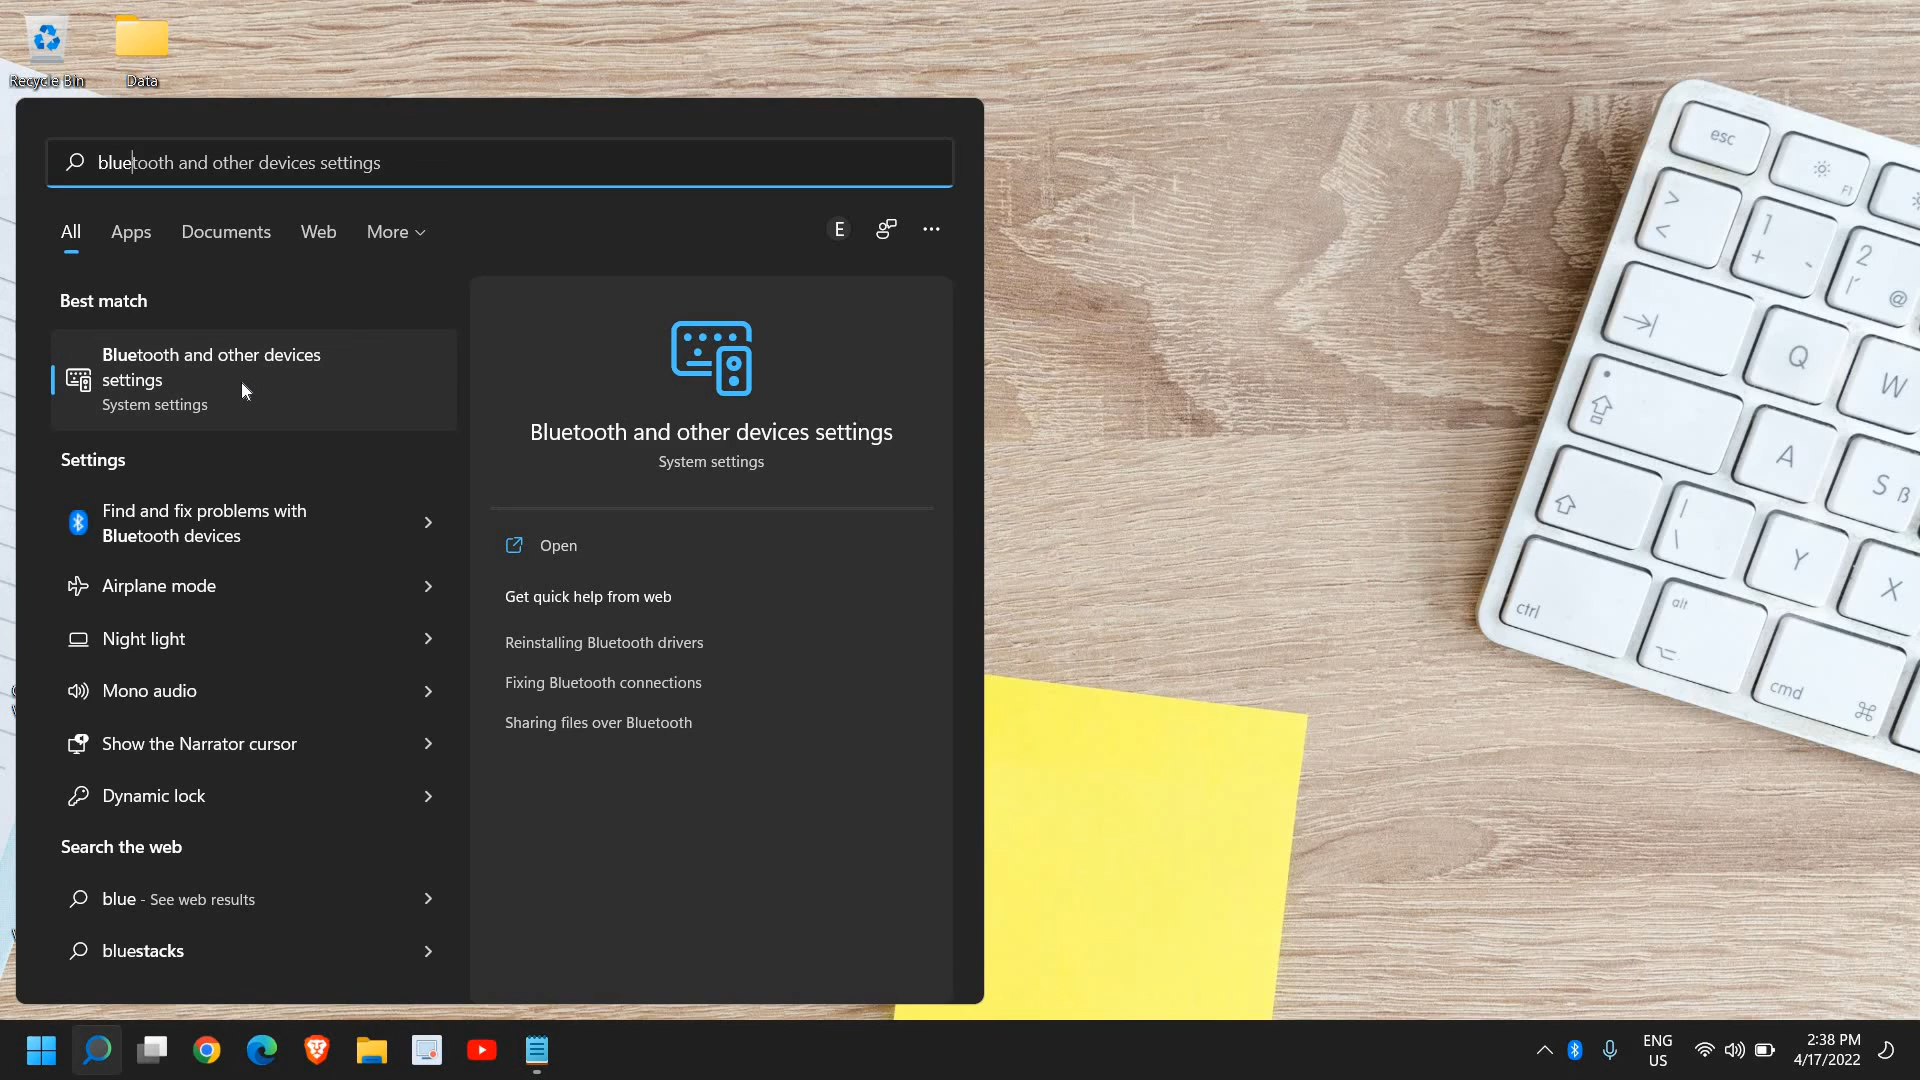 Recycle Bin
Data
bluetooth and other devices settings
All Apps Documents Web More
E
Best match
Bluetooth and other devices
settings
System settings
Settings
Find and fix problems with
Bluetooth devices
Airplane mode
Night light
Mono audio
Show the Narrator cursor
Dynamic lock
Search the web
blue - See web results
bluestacks
Bluetooth and other devices settings
System settings
Open
Get quick help from web
Reinstalling Bluetooth drivers
Fixing Bluetooth connections
Sharing files over Bluetooth
esc
F1
>
<
1
+
-
2
@
Q
W
A
S ß
Y
X
ctrl
alt
cmd
ENG
US
2:38 PM
4/17/2022